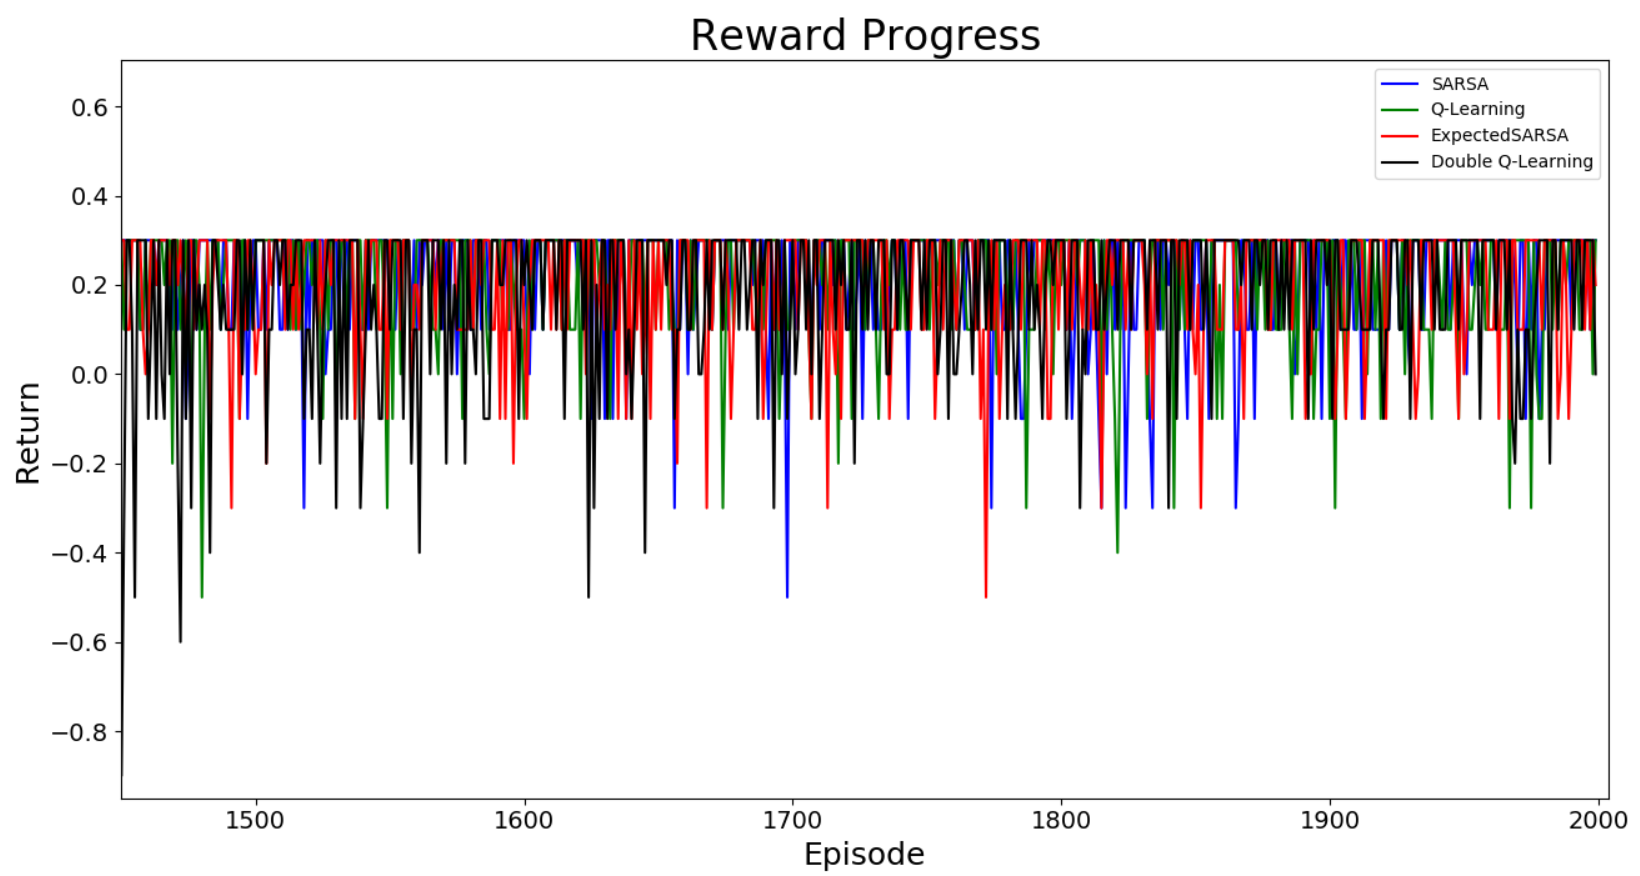 Reward Progress
SARSA
Q-Learning
ExpectedSARSA
Double Q-Learning
Return
0.6
0.4
0.2
0.0
−0.2
−0.4
−0.6
−0.8
1500 1600 1700 1800 1900 2000
Episode